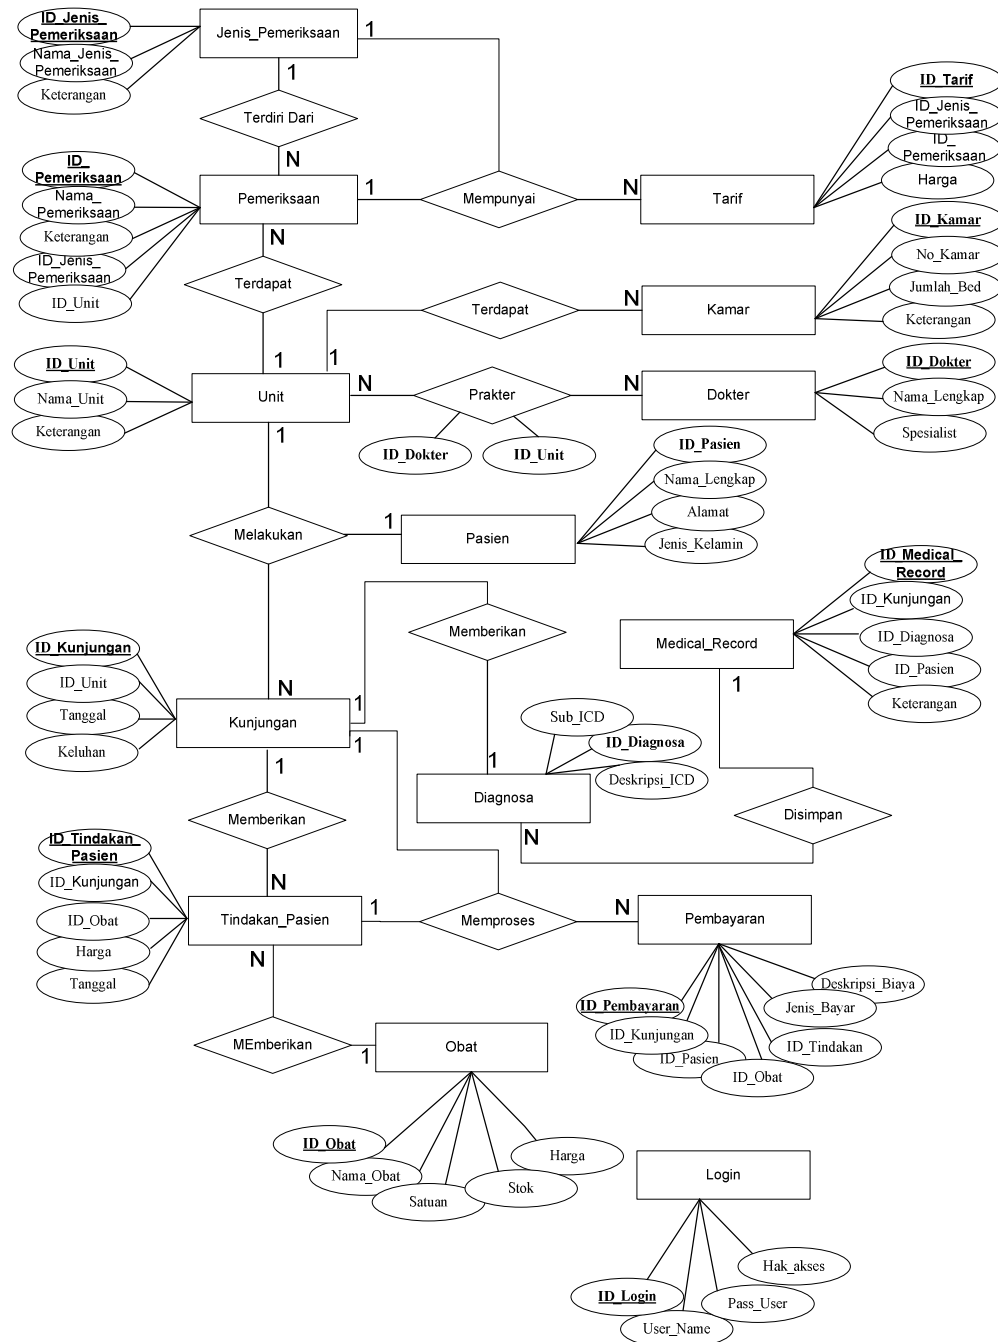 ID_Jenis_
Pemeriksaan
Nama_Jenis_
Pemeriksaan
Keterangan
Jenis_Pemeriksaan
1
1
Terdiri Dari
N
ID_
Pemeriksaan
Nama_
Pemeriksaan
Keterangan
ID_Jenis_
Pemeriksaan
ID_Unit
Pemeriksaan
1
Mempunyai
N
Tarif
ID_Tarif
ID_Jenis_
Pemeriksaan
ID_
Pemeriksaan
Harga
N
Terdapat
1
Terdapat
1
N
Kamar
ID_Kamar
No_Kamar
Jumlah_Bed
Keterangan
ID_Unit
Nama_Unit
Keterangan
Unit
N
Prakter
N
Dokter
ID_Dokter
Nama_Lengkap
Spesialist
ID_Dokter
ID_Unit
1
Melakukan
1
Pasien
ID_Pasien
Nama_Lengkap
Alamat
Jenis_Kelamin
N
ID_Kunjungan
ID_Unit
Tanggal
Keluhan
Kunjungan
1
1
Memberikan
1
Sub_ICD
ID_Diagnosa
Deskripsi_ICD
Diagnosa
N
Medical_Record
1
ID_Medical_
Record
ID_Kunjungan
ID_Diagnosa
ID_Pasien
Keterangan
Disimpan
1
Memberikan
N
ID_Tindakan_
Pasien
ID_Kunjungan
ID_Obat
Harga
Tanggal
Tindakan_Pasien
1
Memproses
N
Pembayaran
Deskripsi_Biaya
Jenis_Bayar
ID_Pembayaran
ID_Kunjungan
ID_Tindakan
ID_Pasien
ID_Obat
N
MEmberikan
1
Obat
ID_Obat
Nama_Obat
Satuan
Stok
Harga
Login
Hak_akses
ID_Login
Pass_User
User_Name